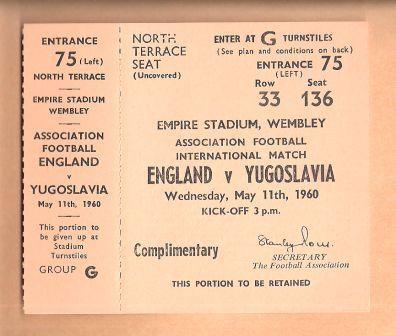 ENTRANCE
75 (Left)
NORTH TERRACE
EMPIRE STADIUM
WEMBLEY
ASSOCIATION
FOOTBALL
ENGLAND
v
YUGOSLAVIA
May 11th, 1960
This portion to
be given up at
Stadium
Turnstiles
GROUP G
NORTH
TERRACE
SEAT
(Uncovered)
ENTER AT G TURNSTILES
(See plan and conditions on back)
ENTRANCE 75
(LEFT)
Row Seat
33 136
EMPIRE STADIUM, WEMBLEY
ASSOCIATION FOOTBALL
INTERNATIONAL MATCH
ENGLAND v YUGOSLAVIA
Wednesday, May 11th, 1960
KICK-OFF 3 p.m.
Complimentary
Stanley Rous.
SECRETARY
The Football Association
THIS PORTION TO BE RETAINED